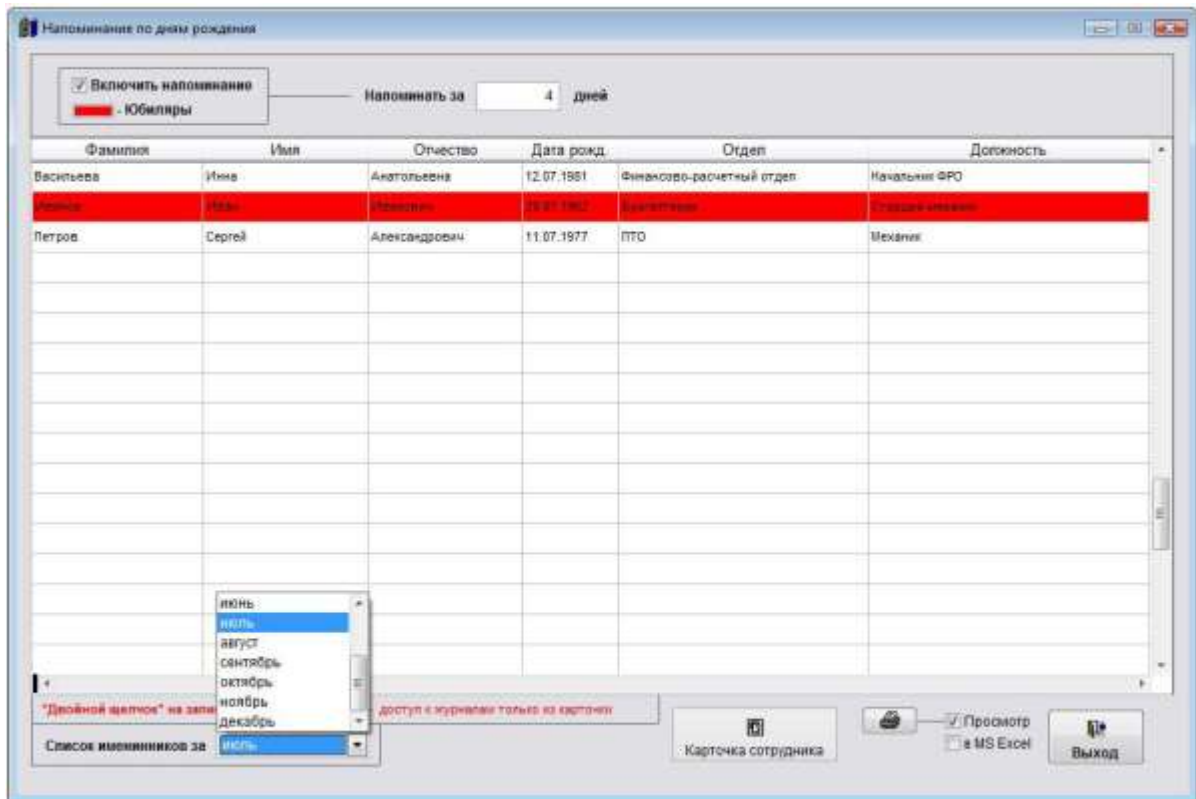 Напоминание по дням рождения
Включить напоминание
- Юбиляры
Напоминать за 4 дней
Фамилия Имя Отчество Дата рожд. Отдел Должность
Васильева Инна Анатольевна 12.07.1981 Финансово-расчетный отдел Начальник ФРО
Иван Иванович
Петров Сергей Александрович 11.07.1977 ПТО Механик
июнь
июль
август
сентябрь
октябрь
ноябрь
декабрь
"Двойной щелчок" на доступ к журналам только из карточки
Список именинников за июль
Карточка сотрудника
Просмотр
в MS Excel
Выход